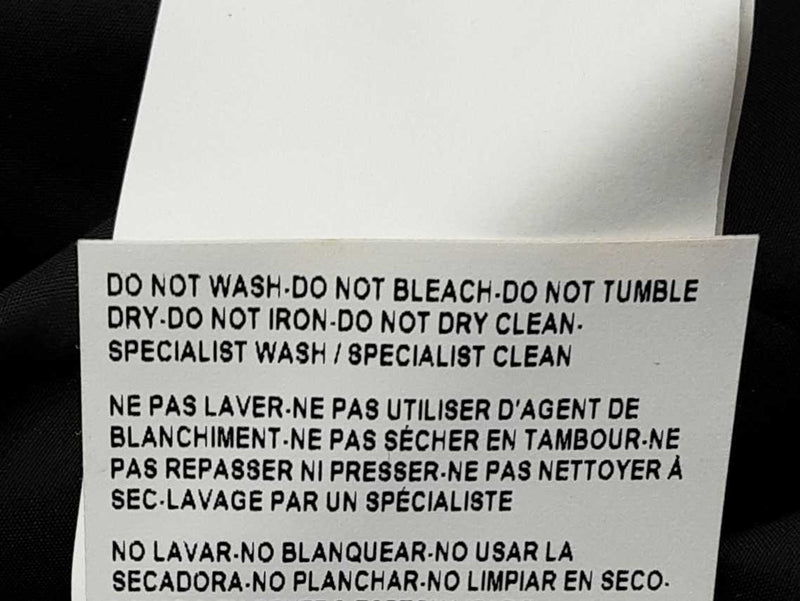 DO NOT WASH-DO NOT BLEACH-DO NOT TUMBLE
DRY-DO NOT IRON-DO NOT DRY CLEAN-
SPECIALIST WASH / SPECIALIST CLEAN
NE PAS LAVER-NE PAS UTILISER D'AGENT DE
BLANCHIMENT-NE PAS SÉCHER EN TAMBOUR-NE
PAS REPASSER NI PRESSER-NE PAS NETTOYER À
SEC-LAVAGE PAR UN SPÉCIALISTE
NO LAVAR-NO BLANQUEAR-NO USAR LA
SECADORA-NO PLANCHAR-NO LIMPIAR EN SECO-